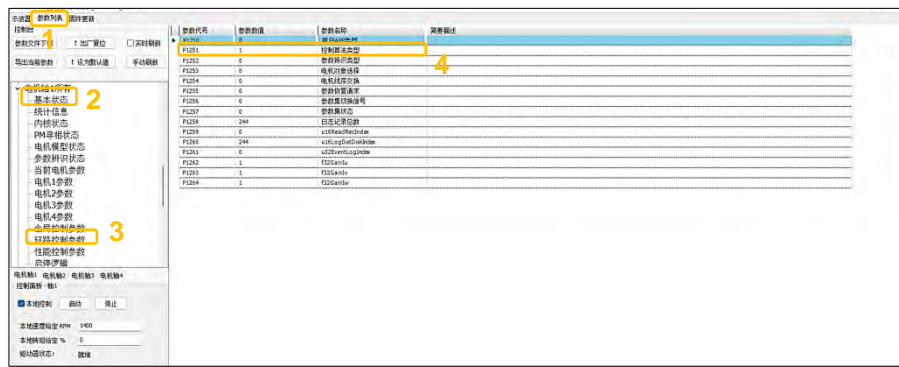 示波器 参数列表 固件更新
1
控制台
参数文件下载 ！出厂复位 实时刷新
导出当前参数 ！设为默认值 手动刷新
电机轴1所有
基本状态
2
统计信息
内核状态
PM寻相状态
电机模型状态
参数辨识状态
当前电机参数
电机1参数
电机2参数
电机3参数
电机4参数
全局控制参数
环路控制参数
3
性能控制参数
启停逻辑
电机轴1 电机轴2 电机轴3 电机轴4
控制面板 - 轴1
本地控制 启动 停止
本地速度给定 RPM 1400
本地转矩给定 % 0
驱动器状态: 就绪
参数代号 参数数值 参数名称 简要描述
P1250 0
P1251 1 控制算法类型
4
P1252 0 参数辨识类型
P1253 0 电机对象选择
P1254 0 电机线序交换
P1255 0 参数依置请求
P1256 0 参数集切换信号
P1257 0 参数集状态
P1258 244 日志记录总数
P1259 0 u16ReadRecIndex
P1260 244 u16LogDatDiskIndex
P1261 0 u32EventLogIndex
P1262 1 f32GainIu
P1263 1 f32GainIv
P1264 1 f32GainIw